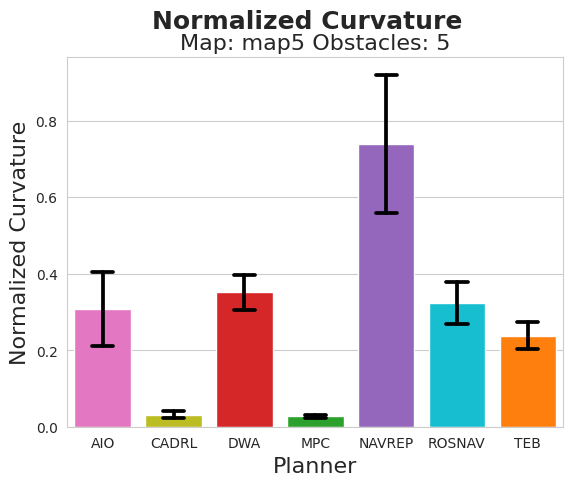 Normalized Curvature
Map: map5 Obstacles: 5
Normalized Curvature
0.8
0.6
0.4
0.2
0.0
AIO CADRL DWA MPC NAVREP ROSNAV TEB
Planner